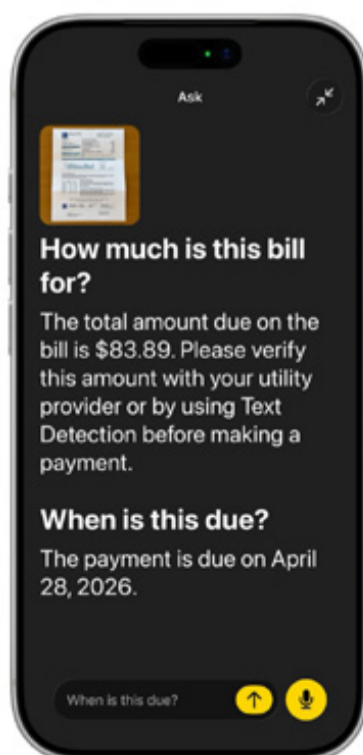 Ask
How much is this bill
for?
The total amount due on the
bill is $83.89. Please verify
this amount with your utility
provider or by using Text
Detection before making a
payment.
When is this due?
The payment is due on April
28, 2026.
When is this due?